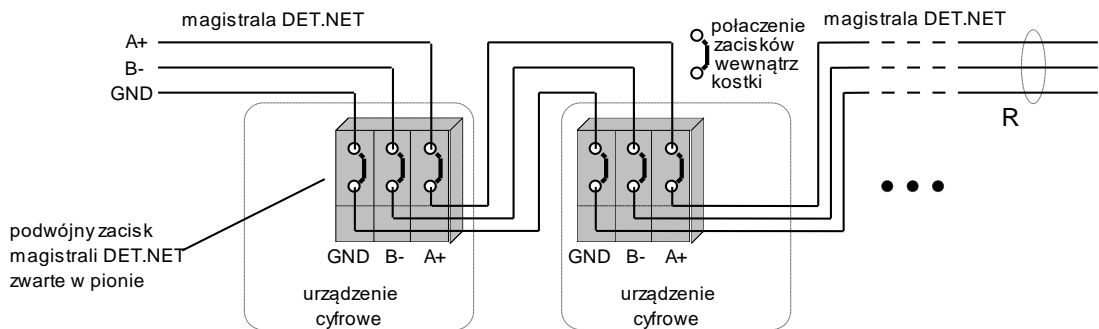 magistrala DET.NET
A+
B-
GND
połaczenie
zacisków
wewnątrz
kostki
magistrala DET.NET
R
podwójny zacisk
magistrali DET.NET
zwarte w pionie
GND B- A+
urządzenie
cyfrowe
GND B- A+
urządzenie
cyfrowe